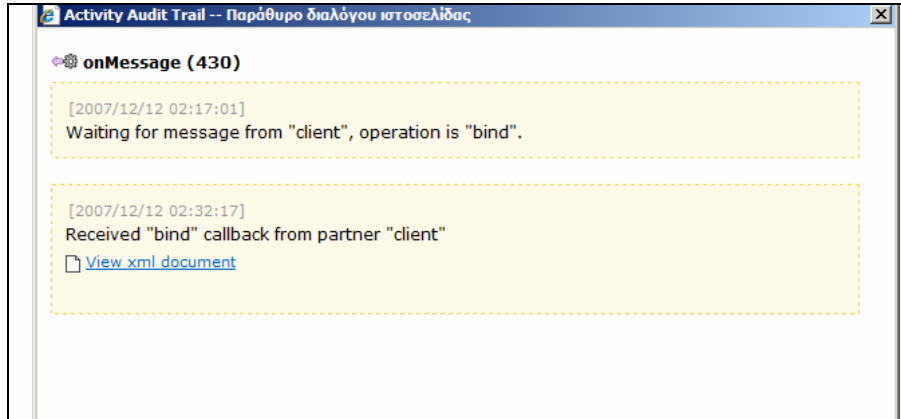 Activity Audit Trail -- Παράθυρο διαλόγου ιστοσελίδας
onMessage (430)
[2007/12/12 02:17:01]
Waiting for message from "client", operation is "bind".
[2007/12/12 02:32:17]
Received "bind" callback from partner "client"
View xml document